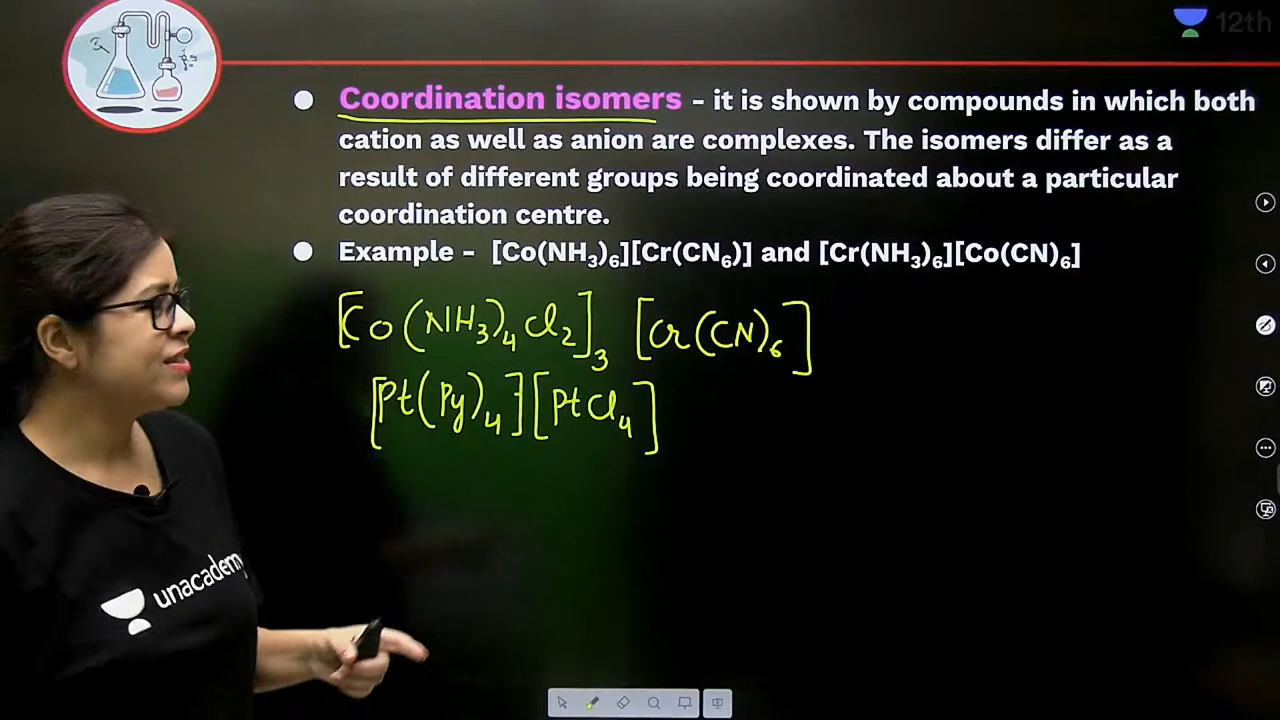 12th
● Coordination isomers - it is shown by compounds in which both
cation as well as anion are complexes. The isomers differ as a
result of different groups being coordinated about a particular
coordination centre.
● Example - [Co(NH₃)₆][Cr(CN₆)] and [Cr(NH₃)₆][Co(CN)₆]
[Co(NH₃)₄Cl₂]₃ [Cr(CN)₆]
[Pt(Py)₄][PtCl₄]
unacademy